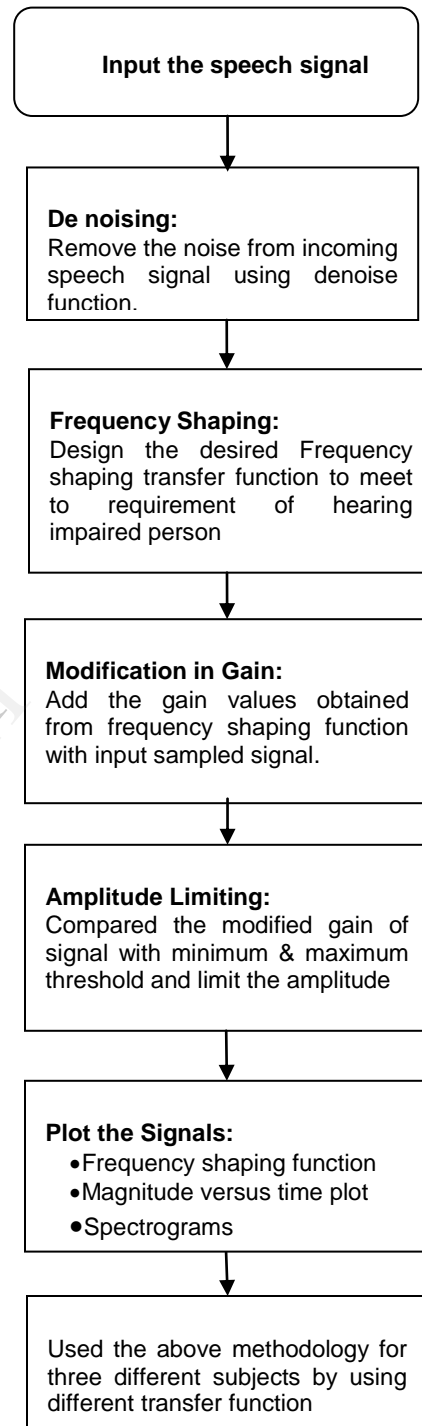 Input the speech signal
De noising:
Remove the noise from incoming
speech signal using denoise
function.
Frequency Shaping:
Design the desired Frequency
shaping transfer function to meet
to requirement of hearing
impaired person
Modification in Gain:
Add the gain values obtained
from frequency shaping function
with input sampled signal.
Amplitude Limiting:
Compared the modified gain of
signal with minimum & maximum
threshold and limit the amplitude
Plot the Signals:
•Frequency shaping function
•Magnitude versus time plot
•Spectrograms
Used the above methodology for
three different subjects by using
different transfer function